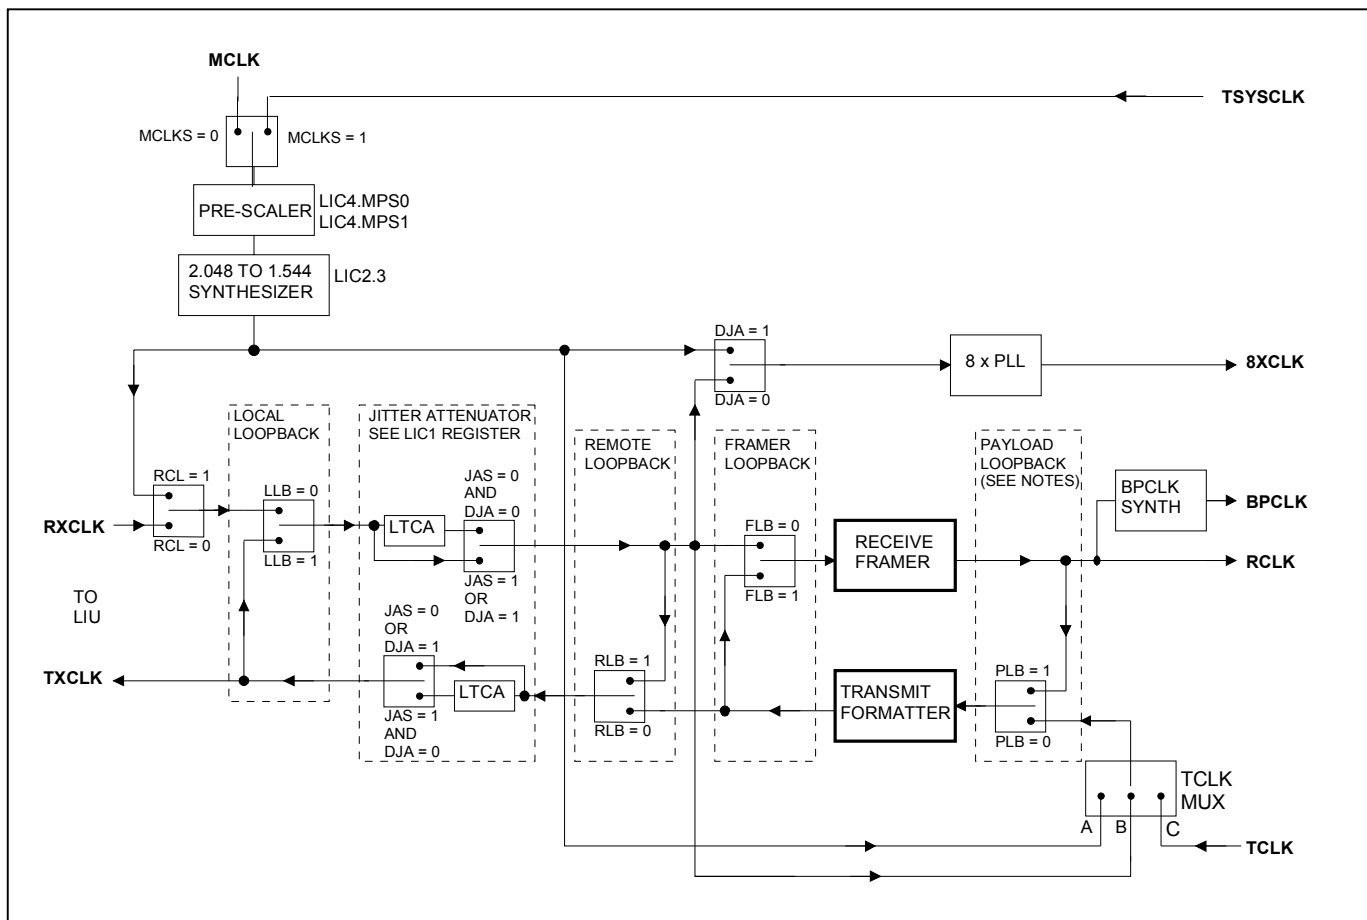 MCLK
TSYSCLK
MCLKS = 0
MCLKS = 1
PRE-SCALER
LIC4.MPS0
LIC4.MPS1
2.048 TO 1.544
SYNTHESIZER
LIC2.3
DJA = 1
8 x PLL
8XCLK
DJA = 0
LOCAL
LOOPBACK
JITTER ATTENUATOR
SEE LIC1 REGISTER
REMOTE
LOOPBACK
FRAMER
LOOPBACK
PAYLOAD
LOOPBACK
(SEE NOTES)
RCL = 1
RXCLK
RCL = 0
LLB = 0
LLB = 1
LTCA
JAS = 0
AND
DJA = 0
JAS = 1
OR
DJA = 1
FLB = 0
FLB = 1
RECEIVE
FRAMER
BPCLK
SYNTH
BPCLK
RCLK
TO
LIU
TXCLK
JAS = 0
OR
DJA = 1
LTCA
JAS = 1
AND
DJA = 0
RLB = 1
RLB = 0
TRANSMIT
FORMATTER
PLB = 1
PLB = 0
TCLK
MUX
A
B
C
TCLK